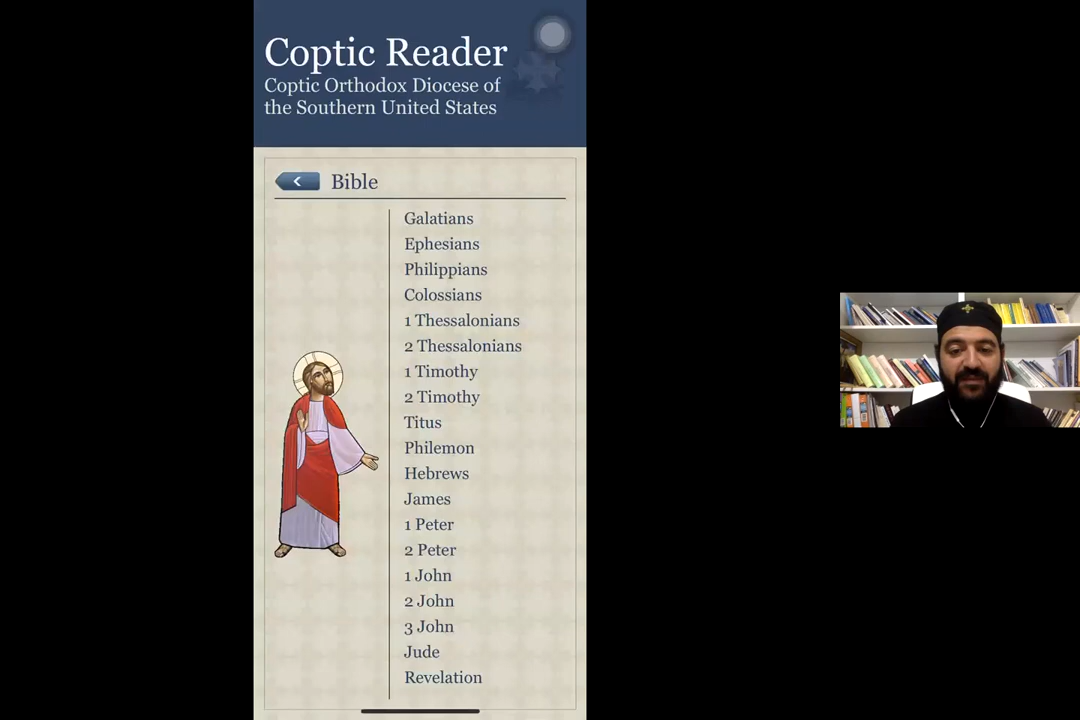 Coptic Reader
Coptic Orthodox Diocese of
the Southern United States
Bible
Galatians
Ephesians
Philippians
Colossians
1 Thessalonians
2 Thessalonians
1 Timothy
2 Timothy
Titus
Philemon
Hebrews
James
1 Peter
2 Peter
1 John
2 John
3 John
Jude
Revelation